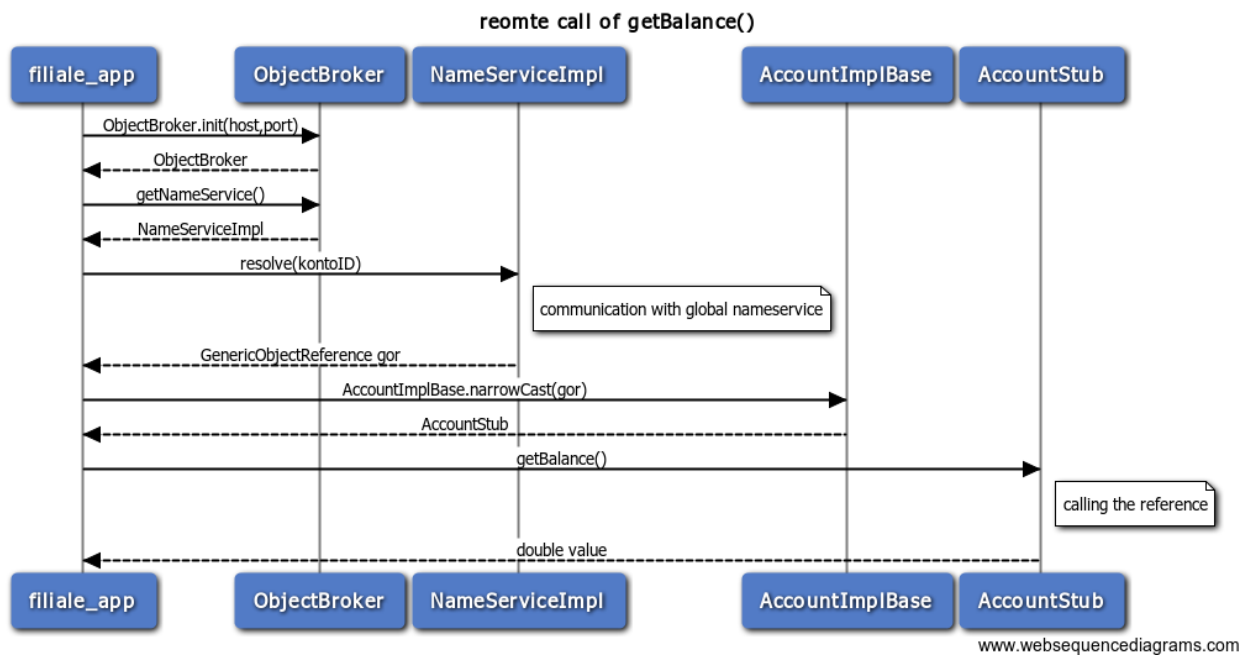 reomte call of getBalance()
filiale_app
ObjectBroker
NameServiceImpl
AccountImplBase
AccountStub
ObjectBroker.init(host,port)
ObjectBroker
getNameService()
NameServiceImpl
resolve(kontoID)
communication with global nameservice
GenericObjectReference gor
AccountImplBase.narrowCast(gor)
AccountStub
getBalance()
calling the reference
double value
filiale_app
ObjectBroker
NameServiceImpl
AccountImplBase
AccountStub
www.websequencediagrams.com